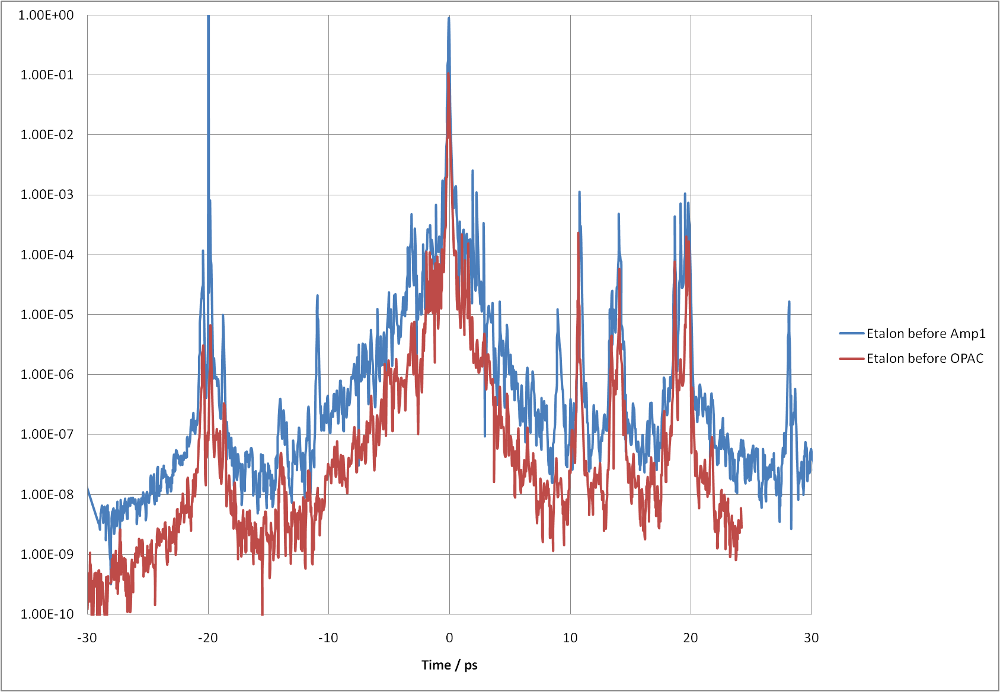 1.00E+00
1.00E-01
1.00E-02
1.00E-03
1.00E-04
1.00E-05
1.00E-06
1.00E-07
1.00E-08
1.00E-09
1.00E-10
-30 -20 -10 0 10 20 30
Time / ps
Etalon before Amp1
Etalon before OPAC